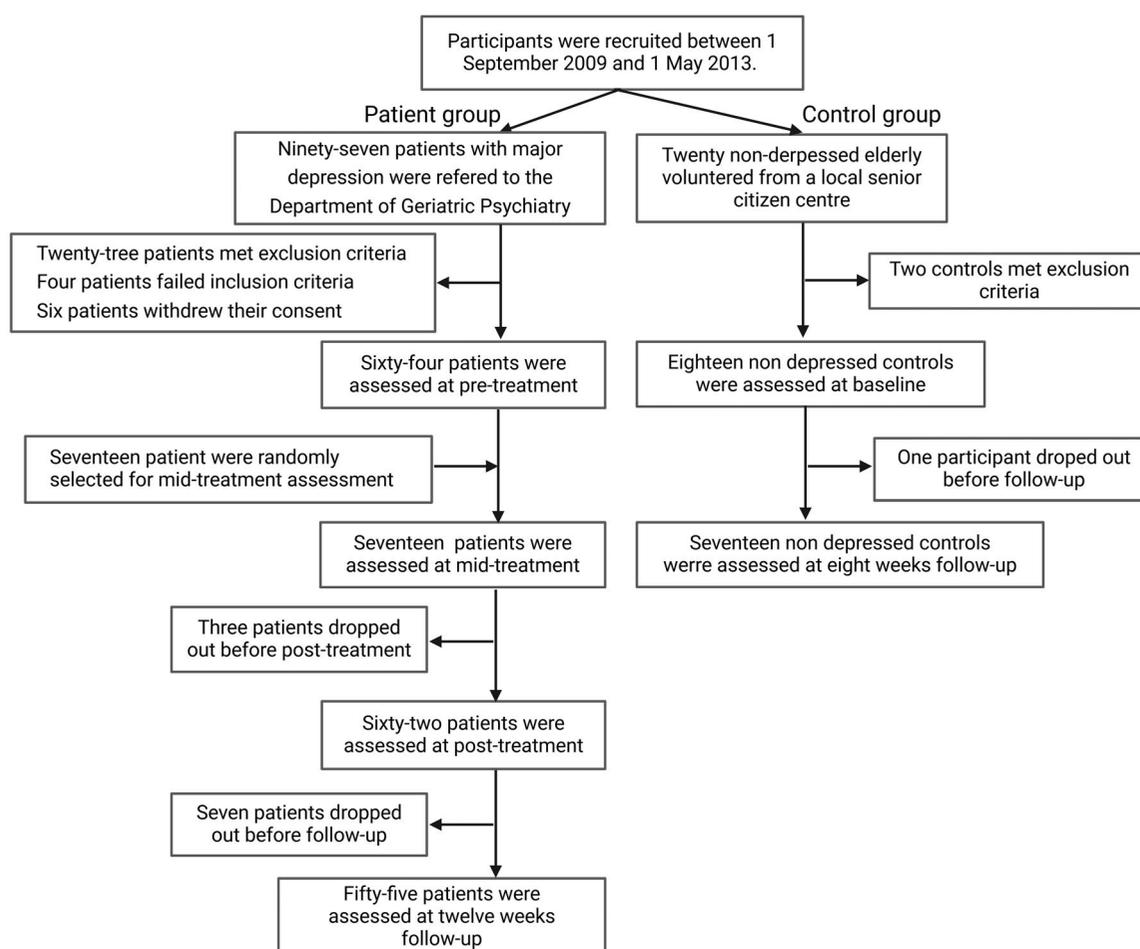 Participants were recruited between 1
September 2009 and 1 May 2013.
Patient group
Control group
Ninety-seven patients with major
depression were refered to the
Department of Geriatric Psychiatry
Twenty non-derpessed elderly
voluntered from a local senior
citizen centre
Twenty-tree patients met exclusion criteria
Four patients failed inclusion criteria
Six patients withdrew their consent
Two controls met exclusion
criteria
Sixty-four patients were
assessed at pre-treatment
Eighteen non depressed controls
were assessed at baseline
Seventeen patient were randomly
selected for mid-treatment assessment
One participant droped out
before follow-up
Seventeen patients were
assessed at mid-treatment
Seventeen non depressed controls
werre assessed at eight weeks follow-up
Three patients dropped
out before post-treatment
Sixty-two patients were
assessed at post-treatment
Seven patients dropped
out before follow-up
Fifty-five patients were
assessed at twelve weeks
follow-up